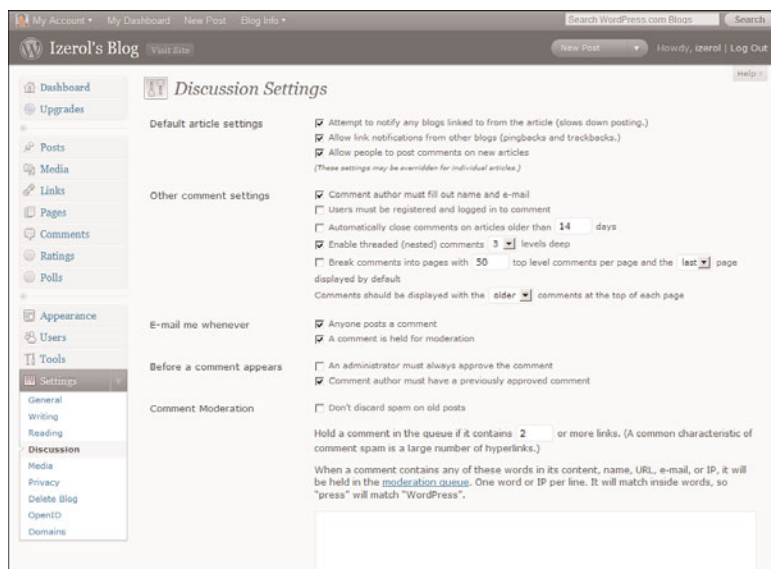 My Account
My Dashboard
New Post
Blog Info
Search WordPress.com Blogs
Search
Izerol's Blog
Visit Site
New Post
Howdy, izerol | Log Out
Help
Dashboard
Upgrades
Posts
Media
Links
Pages
Comments
Ratings
Polls
Appearance
Users
Tools
Settings
General
Writing
Reading
Discussion
Media
Privacy
Delete Blog
OpenID
Domains
Discussion Settings
Default article settings
Attempt to notify any blogs linked to from the article (slows down posting.)
Allow link notifications from other blogs (pingbacks and trackbacks.)
Allow people to post comments on new articles
(These settings may be overridden for individual articles.)
Other comment settings
Comment author must fill out name and e-mail
Users must be registered and logged in to comment
Automatically close comments on articles older than 14 days
Enable threaded (nested) comments 3 levels deep
Break comments into pages with 50 top level comments per page and the last page
displayed by default
Comments should be displayed with the older comments at the top of each page
E-mail me whenever
Anyone posts a comment
A comment is held for moderation
Before a comment appears
An administrator must always approve the comment
Comment author must have a previously approved comment
Comment Moderation
Don't discard spam on old posts
Hold a comment in the queue if it contains 2 or more links. (A common characteristic of
comment spam is a large number of hyperlinks.)
When a comment contains any of these words in its content, name, URL, e-mail, or IP, it will
be held in the moderation queue. One word or IP per line. It will match inside words, so
"press" will match "WordPress".